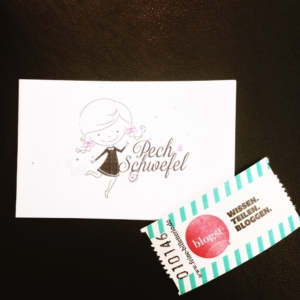 Pech
Schwefel
blogst
WISSEN.
TEILEN.
BLOGGEN.
010146